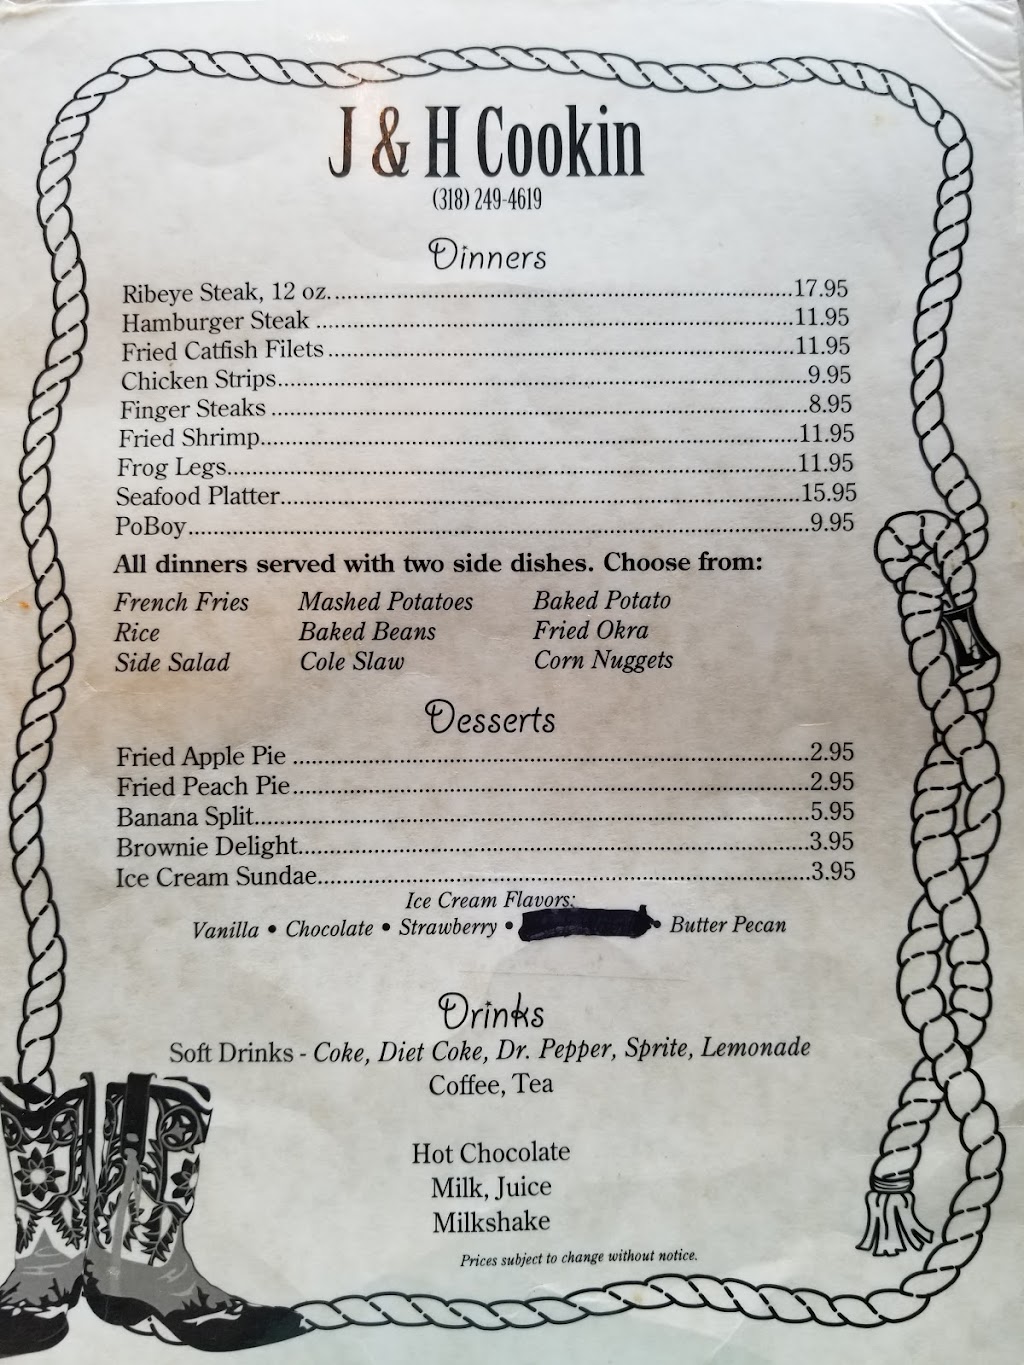 J & H Cookin
(318) 249-4619
Dinners
Ribeye Steak, 12 oz. 17.95
Hamburger Steak 11.95
Fried Catfish Filets 11.95
Chicken Strips 9.95
Finger Steaks 8.95
Fried Shrimp 11.95
Frog Legs 11.95
Seafood Platter 15.95
PoBoy 9.95
All dinners served with two side dishes. Choose from:
French Fries Mashed Potatoes Baked Potato
Rice Baked Beans Fried Okra
Side Salad Cole Slaw Corn Nuggets
Desserts
Fried Apple Pie 2.95
Fried Peach Pie 2.95
Banana Split 5.95
Brownie Delight 3.95
Ice Cream Sundae 3.95
Ice Cream Flavors:
Vanilla • Chocolate • Strawberry • • Butter Pecan
Drinks
Soft Drinks - Coke, Diet Coke, Dr. Pepper, Sprite, Lemonade
Coffee, Tea
Hot Chocolate
Milk, Juice
Milkshake
Prices subject to change without notice.